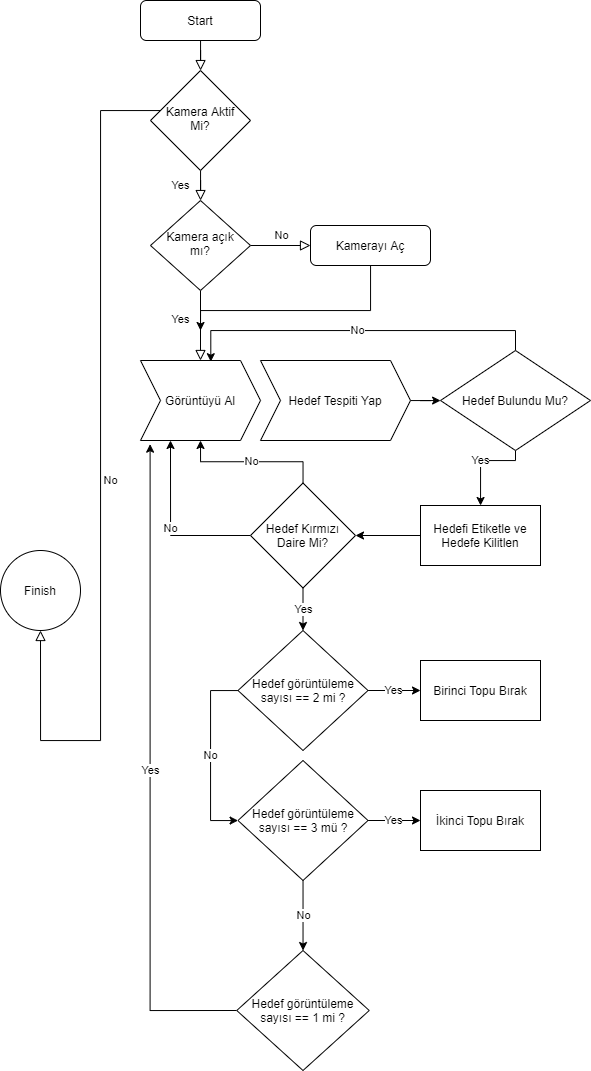 Start
Kamera Aktif
Mi?
Yes
Kamera açık
mı?
No
Kamerayı Aç
Yes
No
Görüntüyü Al
Hedef Tespiti Yap
Hedef Bulundu Mu?
Yes
No
No
No
Hedef Kırmızı
Daire Mi?
Hedefi Etiketle ve
Hedefe Kilitlen
Finish
Yes
Hedef görüntüleme
sayısı == 2 mi ?
Yes
Birinci Topu Bırak
No
Yes
Hedef görüntüleme
sayısı == 3 mü ?
Yes
İkinci Topu Bırak
No
Hedef görüntüleme
sayısı == 1 mi ?